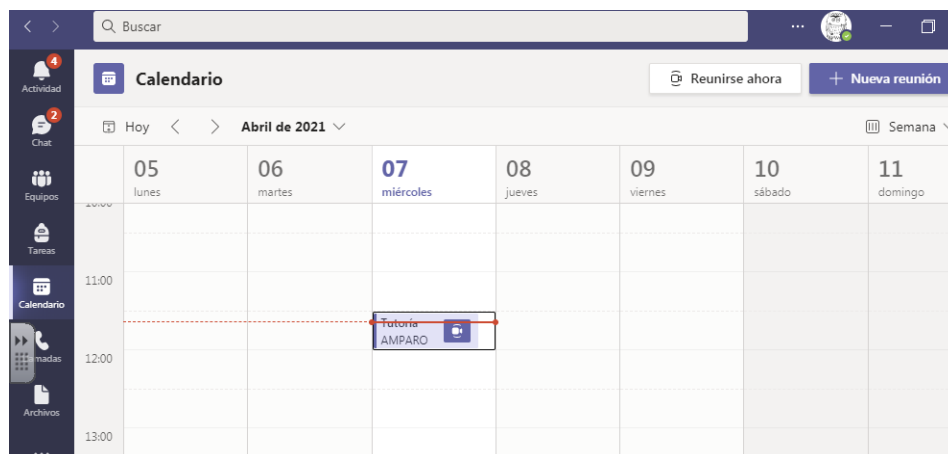 Buscar
Actividad
4
Calendario
Reunirse ahora
Nueva reunión
Chat
2
Hoy
Abril de 2021
Semana
Equipos
05
lunes
06
martes
07
miércoles
08
jueves
09
viernes
10
sábado
11
domingo
Tareas
11:00
Calendario
Tutoría
AMPARO
12:00
madas
Archivos
13:00